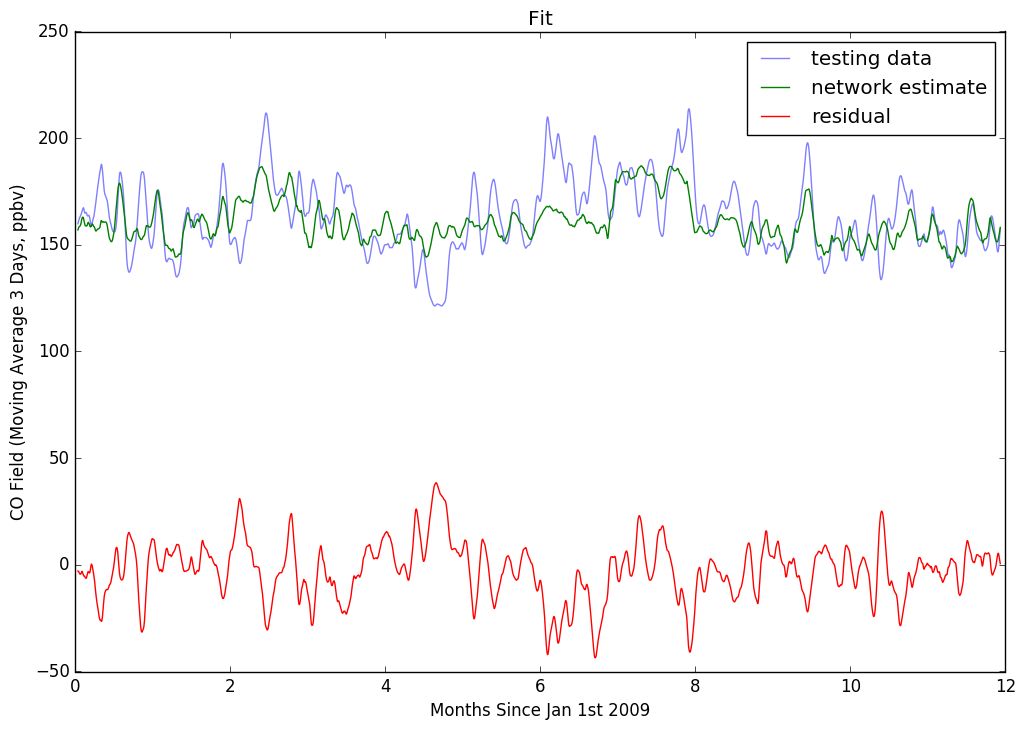 Fit
250
200
150
100
50
0
−50
0 2 4 6 8 10 12
CO Field (Moving Average 3 Days, ppbv)
Months Since Jan 1st 2009
testing data
network estimate
residual